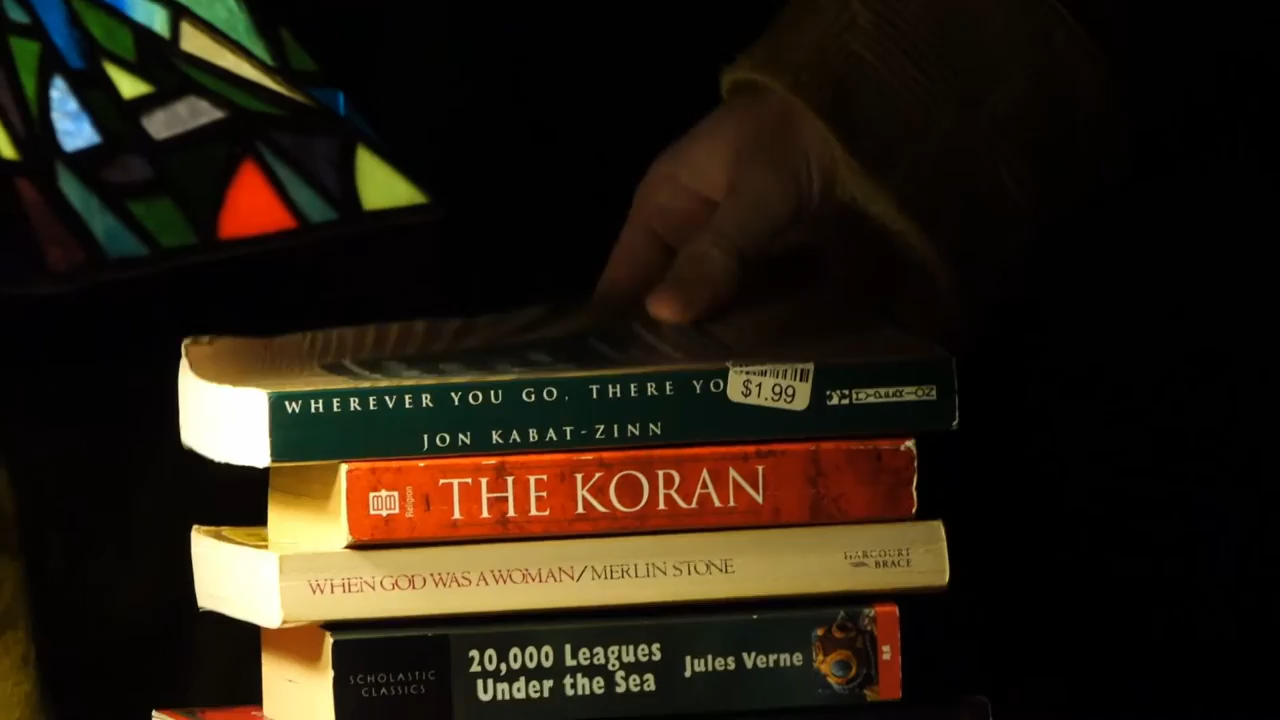 WHEREVER YOU GO, THERE YO
$1.99
HYPERION
JON KABAT-ZINN
Religion
THE KORAN
WHEN GOD WAS A WOMAN/MERLIN STONE
HARCOURT
BRACE
SCHOLASTIC
CLASSICS
20,000 Leagues
Under the Sea
Jules Verne